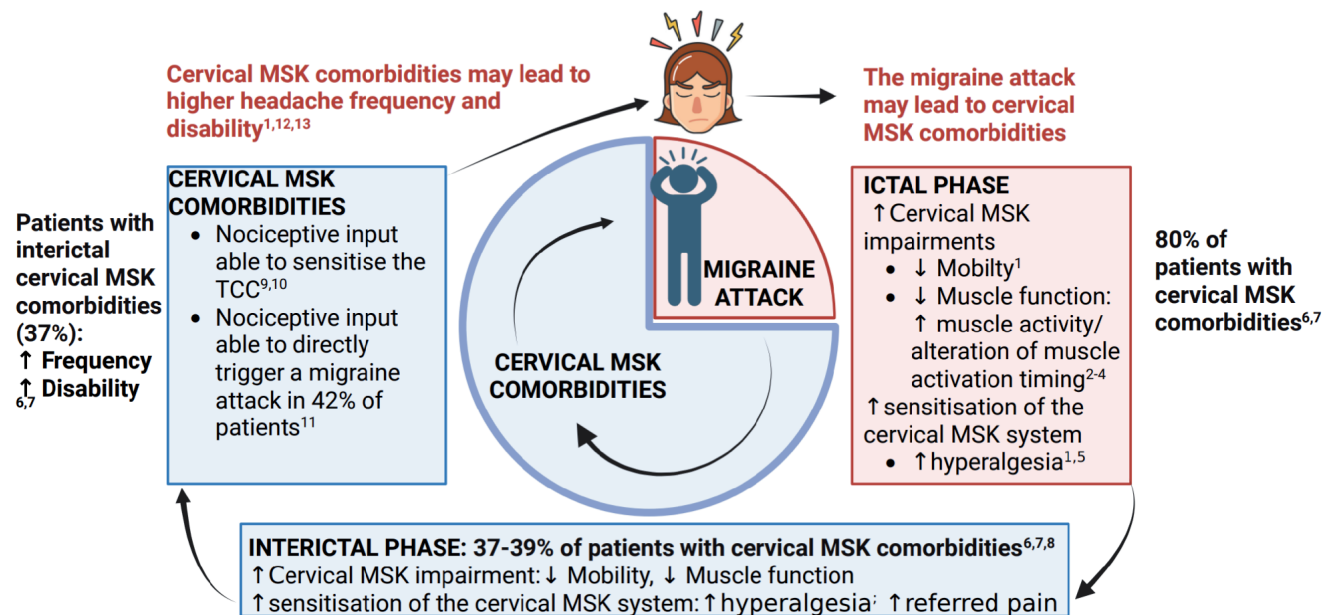 Cervical MSK comorbidities may lead to
higher headache frequency and
disability1,12,13
The migraine attack
may lead to cervical
MSK comorbidities
Patients with
interictal
cervical MSK
comorbidities
(37%):
↑ Frequency
↑ Disability
6,7
CERVICAL MSK
COMORBIDITIES
• Nociceptive input
able to sensitise the
TCC9,10
• Nociceptive input
able to directly
trigger a migraine
attack in 42% of
patients11
MIGRAINE
ATTACK
CERVICAL MSK
COMORBIDITIES
ICTAL PHASE
↑Cervical MSK
impairments
• ↓ Mobilty1
• ↓ Muscle function:
↑ muscle activity/
alteration of muscle
activation timing2-4
↑sensitisation of the
cervical MSK system
• ↑hyperalgesia1,5
80% of
patients with
cervical MSK
comorbidities6,7
INTERICTAL PHASE: 37-39% of patients with cervical MSK comorbidities6,7,8
↑Cervical MSK impairment:↓ Mobility, ↓ Muscle function
↑sensitisation of the cervical MSK system:↑hyperalgesia; ↑referred pain